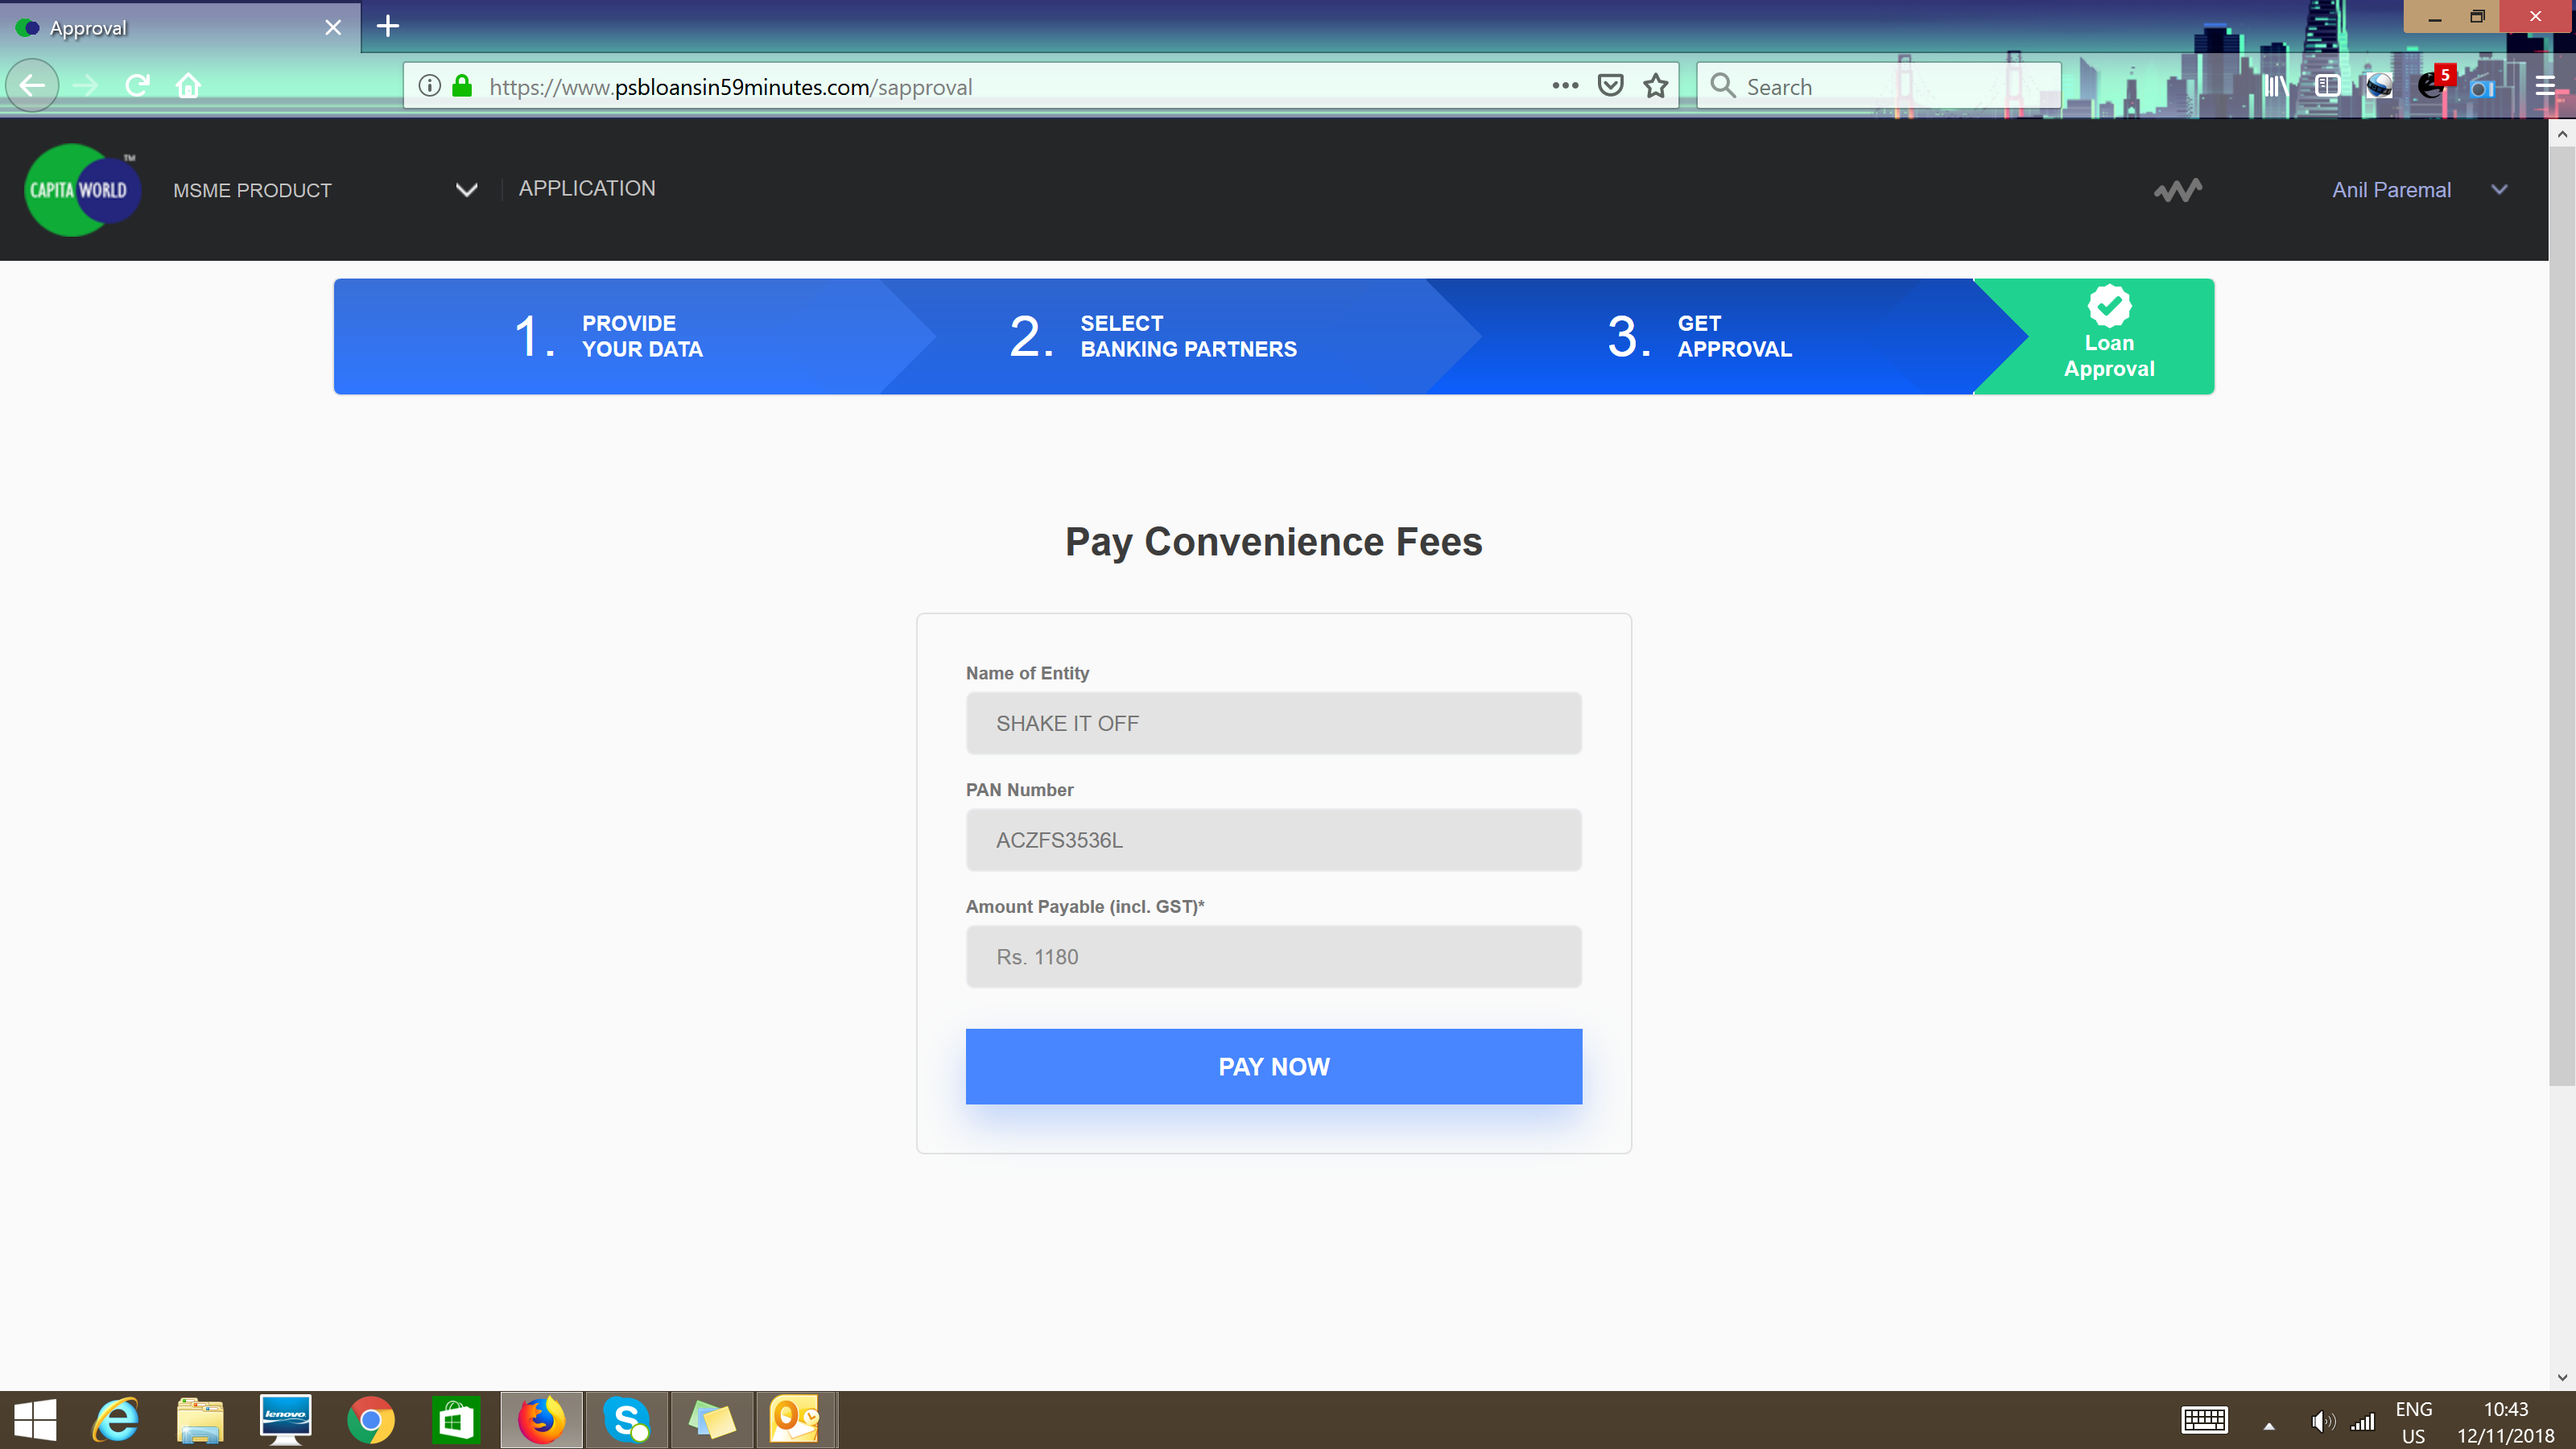 Approval
https://www.psbloansin59minutes.com/sapproval
Search
5
CAPITA WORLD
TM
MSME PRODUCT
APPLICATION
Anil Paremal
1. PROVIDE
YOUR DATA
2. SELECT
BANKING PARTNERS
3. GET
APPROVAL
Loan
Approval
Pay Convenience Fees
Name of Entity
SHAKE IT OFF
PAN Number
ACZFS3536L
Amount Payable (incl. GST)*
Rs. 1180
PAY NOW
lenovo
ENG
US
10:43
12/11/2018